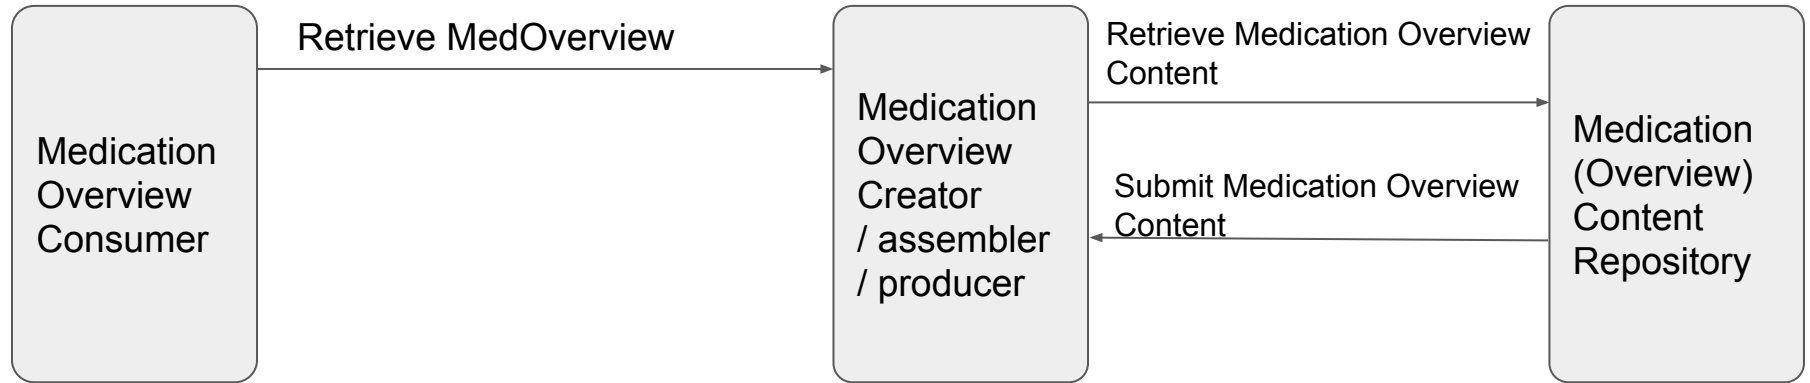 Medication
Overview
Consumer
Retrieve MedOverview
Medication
Overview
Creator
/ assembler
/ producer
Retrieve Medication Overview
Content
Submit Medication Overview
Content
Medication
(Overview)
Content
Repository